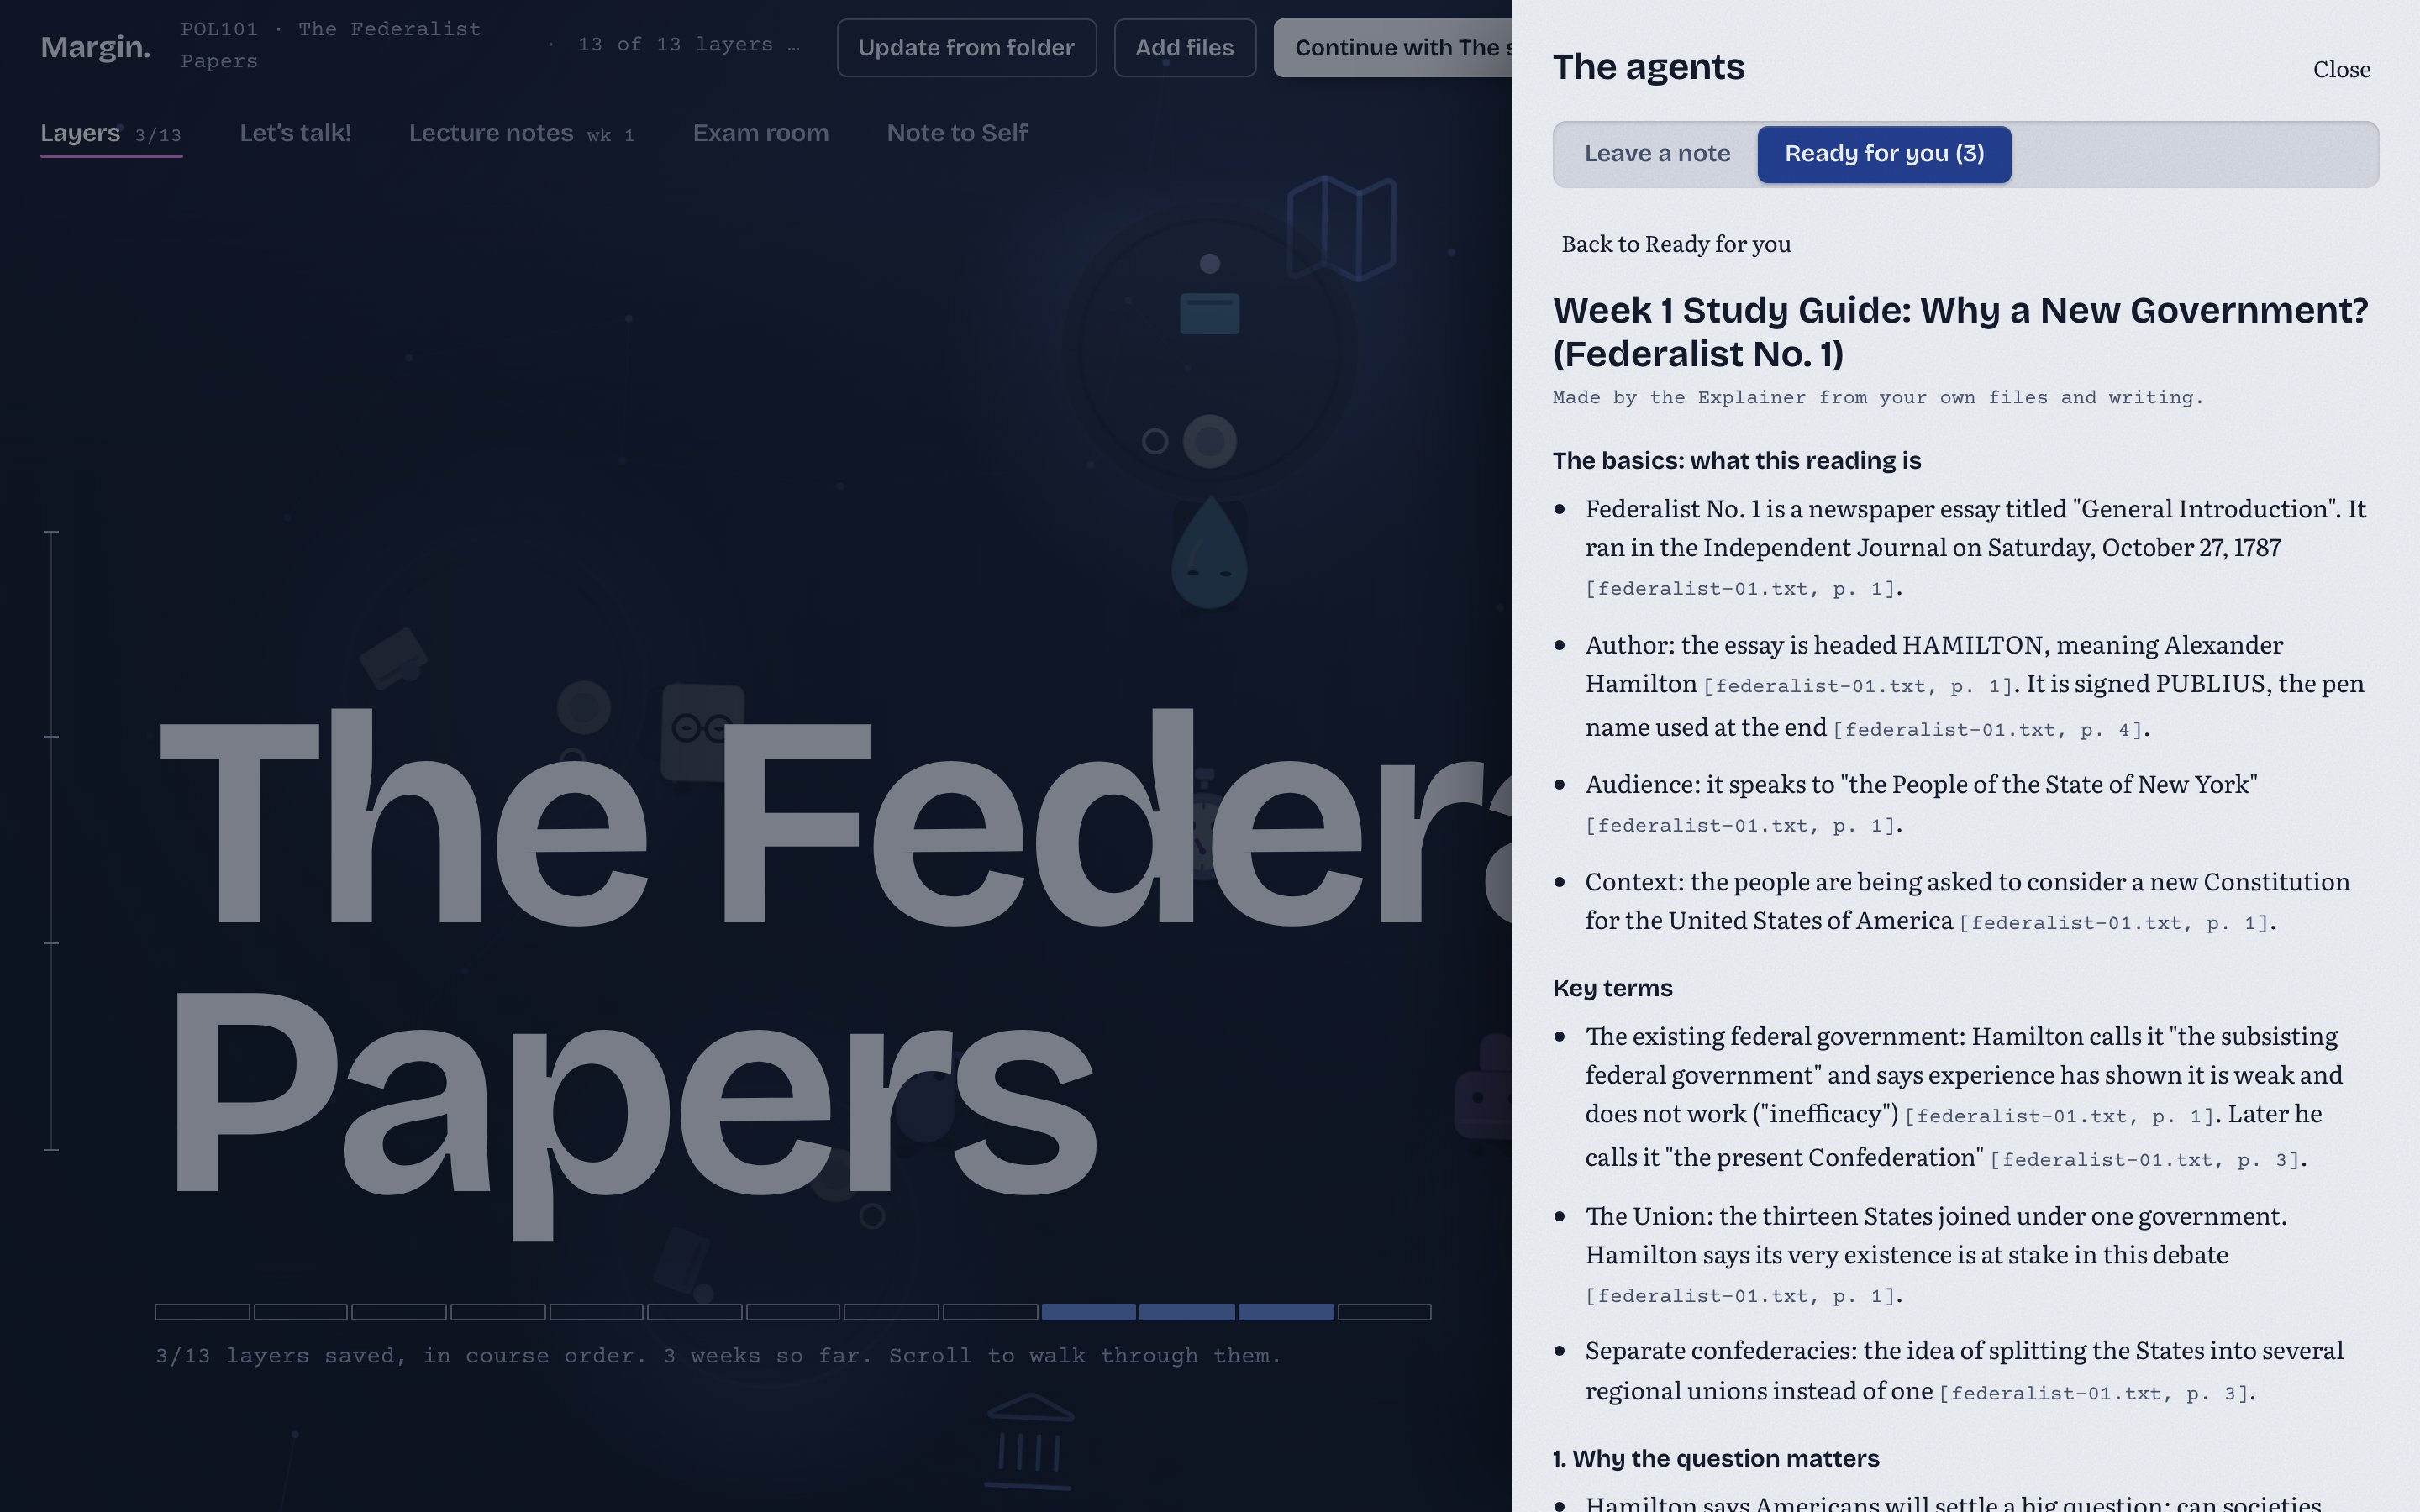 Margin.
POL101 · The Federalist
Papers
· 13 of 13 layers …
Update from folder
Add files
Continue with The
Layers 3/13
Let's talk!
Lecture notes wk 1
Exam room
Note to Self
The Federa
Papers
3/13 layers saved, in course order. 3 weeks so far. Scroll to walk through them.
The agents
Close
Leave a note
Ready for you (3)
Back to Ready for you
Week 1 Study Guide: Why a New Government?
(Federalist No. 1)
Made by the Explainer from your own files and writing.
The basics: what this reading is
• Federalist No. 1 is a newspaper essay titled "General Introduction". It
ran in the Independent Journal on Saturday, October 27, 1787
[federalist-01.txt, p. 1].
• Author: the essay is headed HAMILTON, meaning Alexander
Hamilton [federalist-01.txt, p. 1]. It is signed PUBLIUS, the pen
name used at the end [federalist-01.txt, p. 4].
• Audience: it speaks to "the People of the State of New York"
[federalist-01.txt, p. 1].
• Context: the people are being asked to consider a new Constitution
for the United States of America [federalist-01.txt, p. 1].
Key terms
• The existing federal government: Hamilton calls it "the subsisting
federal government" and says experience has shown it is weak and
does not work ("inefficacy") [federalist-01.txt, p. 1]. Later he
calls it "the present Confederation" [federalist-01.txt, p. 3].
• The Union: the thirteen States joined under one government.
Hamilton says its very existence is at stake in this debate
[federalist-01.txt, p. 1].
• Separate confederacies: the idea of splitting the States into several
regional unions instead of one [federalist-01.txt, p. 3].
1. Why the question matters
• Hamilton says Americans will settle a big question: can societies